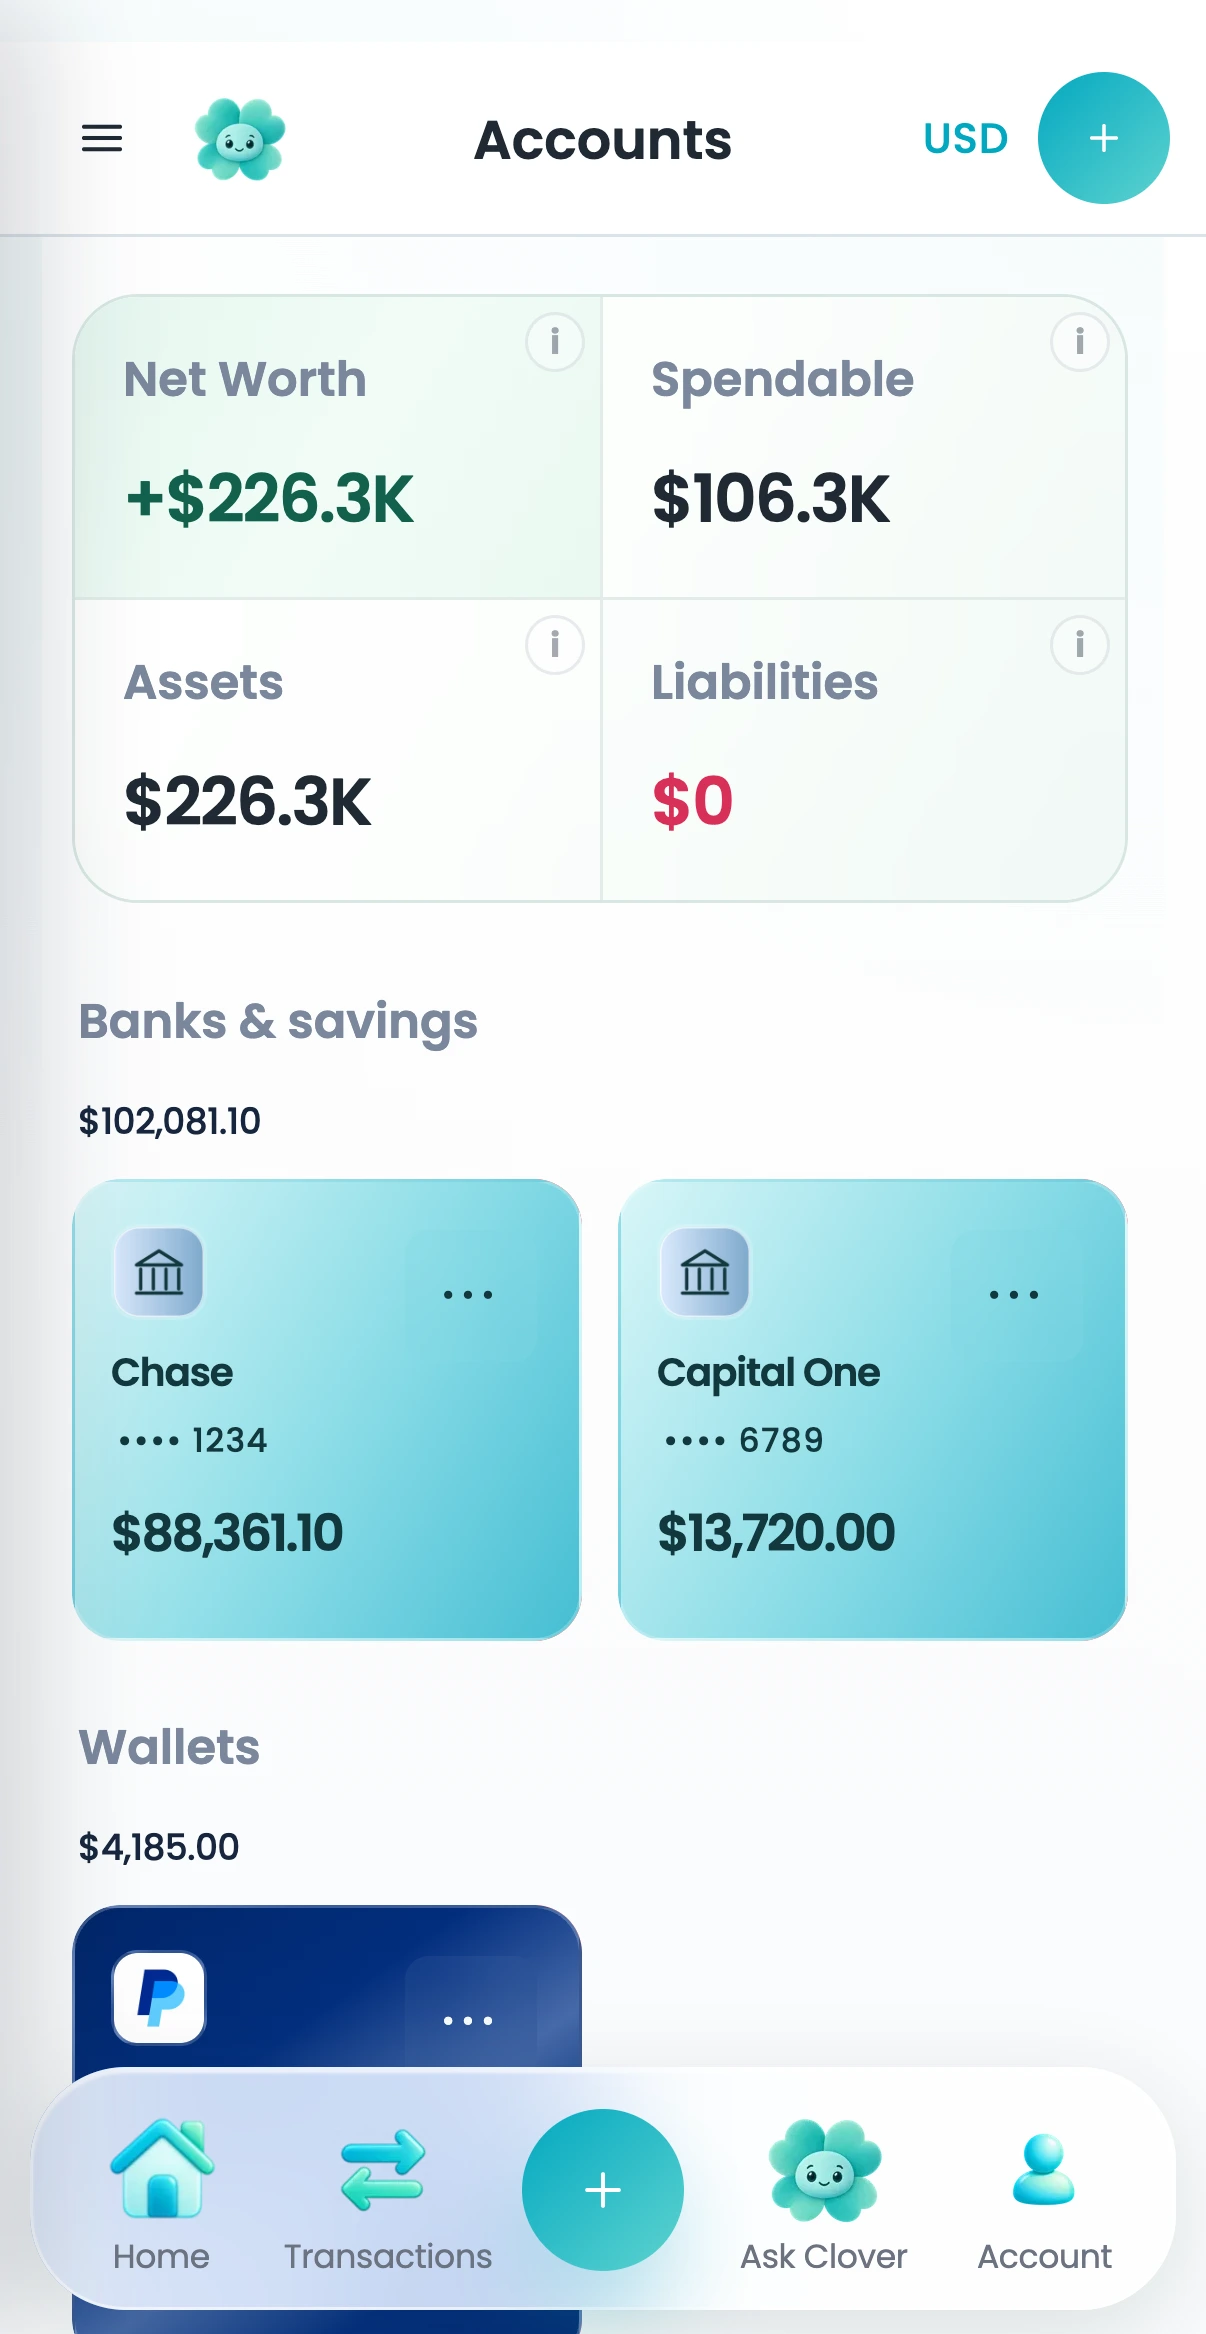 Accounts
USD
Net Worth
i
+$226.3K
Spendable
i
$106.3K
Assets
i
$226.3K
Liabilities
i
$0
Banks & savings
$102,081.10
Chase
•••• 1234
$88,361.10
Capital One
•••• 6789
$13,720.00
Wallets
$4,185.00
Home
Transactions
Ask Clover
Account